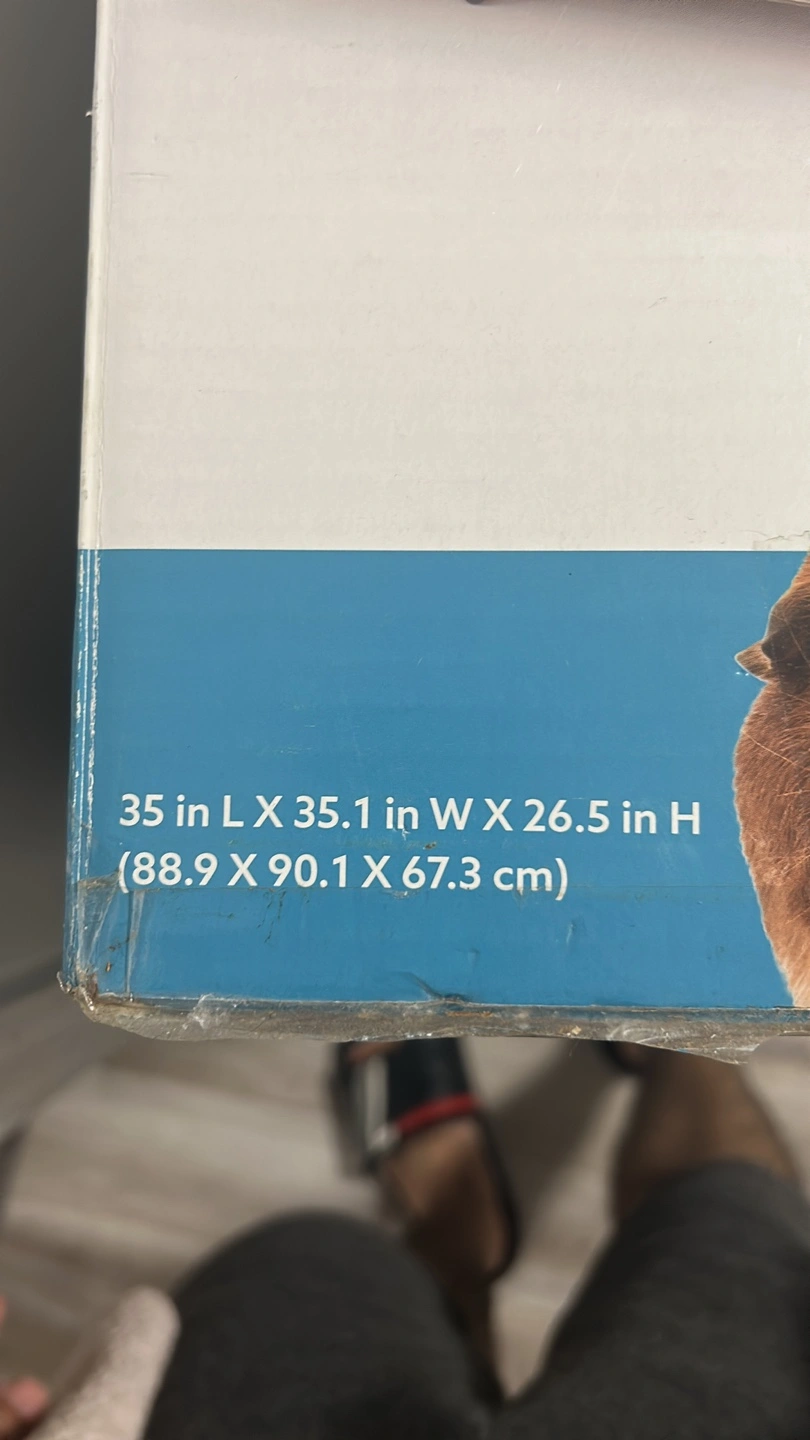 35 in L X 35.1 in W X 26.5 in H
(88.9 X 90.1 X 67.3 cm)